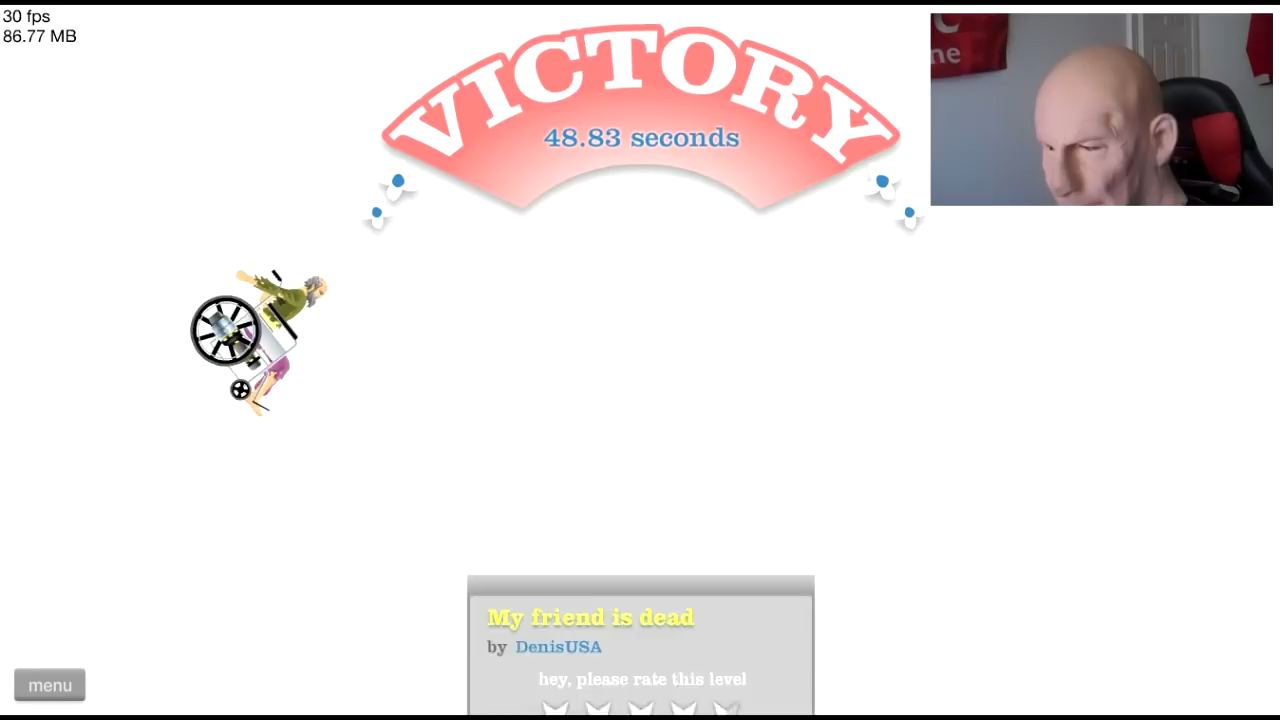 30 fps
86.77 MB
VICTORY
48.83 seconds
C
ne
My friend is dead
by DenisUSA
hey, please rate this level
menu